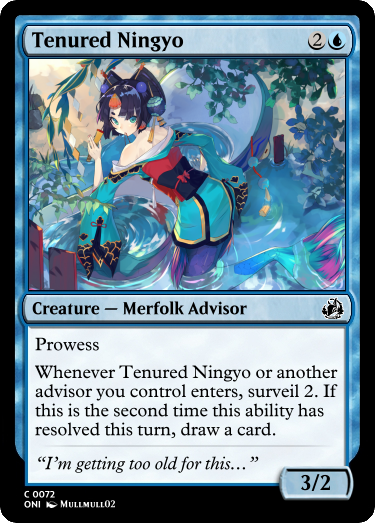 Tenured Ningyo 2
Creature — Merfolk Advisor
Prowess
Whenever Tenured Ningyo or another
advisor you control enters, surveil 2. If
this is the second time this ability has
resolved this turn, draw a card.
“I'm getting too old for this…”
3/2
C 0072
ONI Mullmull02